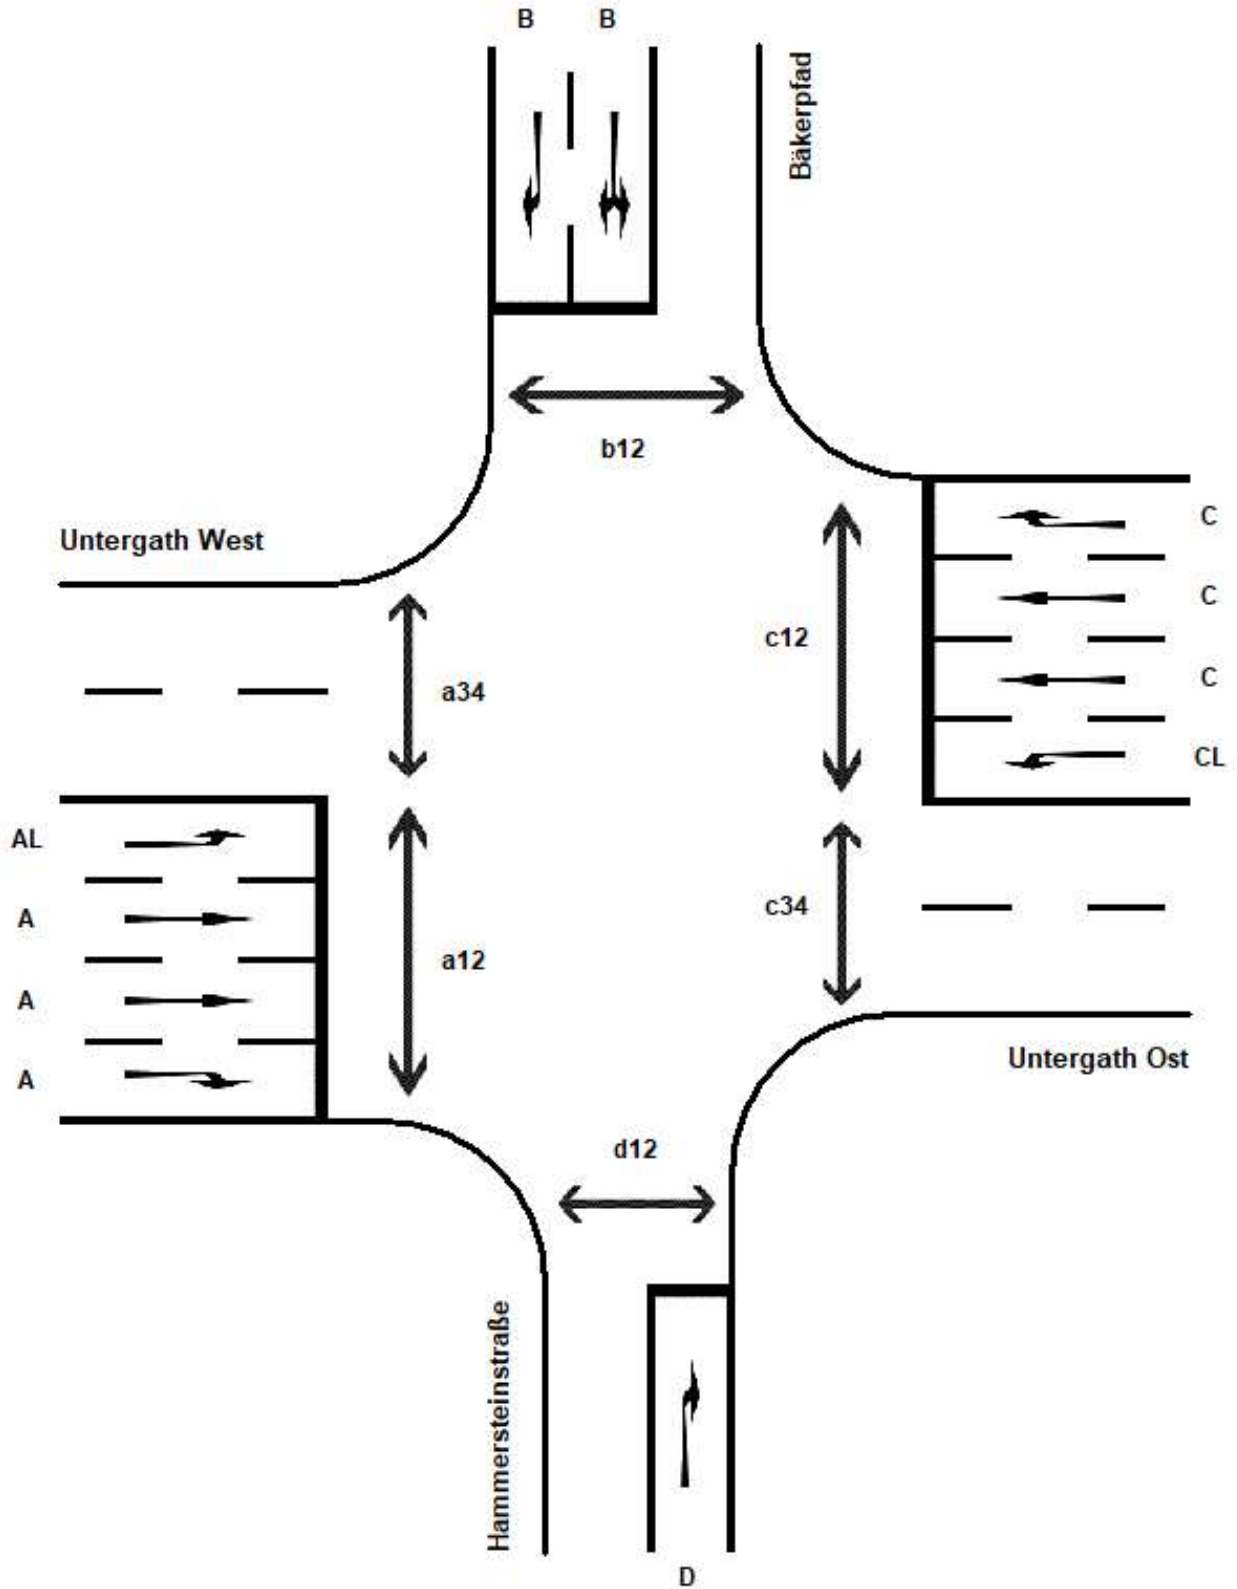 B B
Bäkerpfad
b12
Untergath West
C
C
c12
C
a34
CL
AL
c34
A
a12
A
Untergath Ost
A
d12
Hammersteinstraße
D